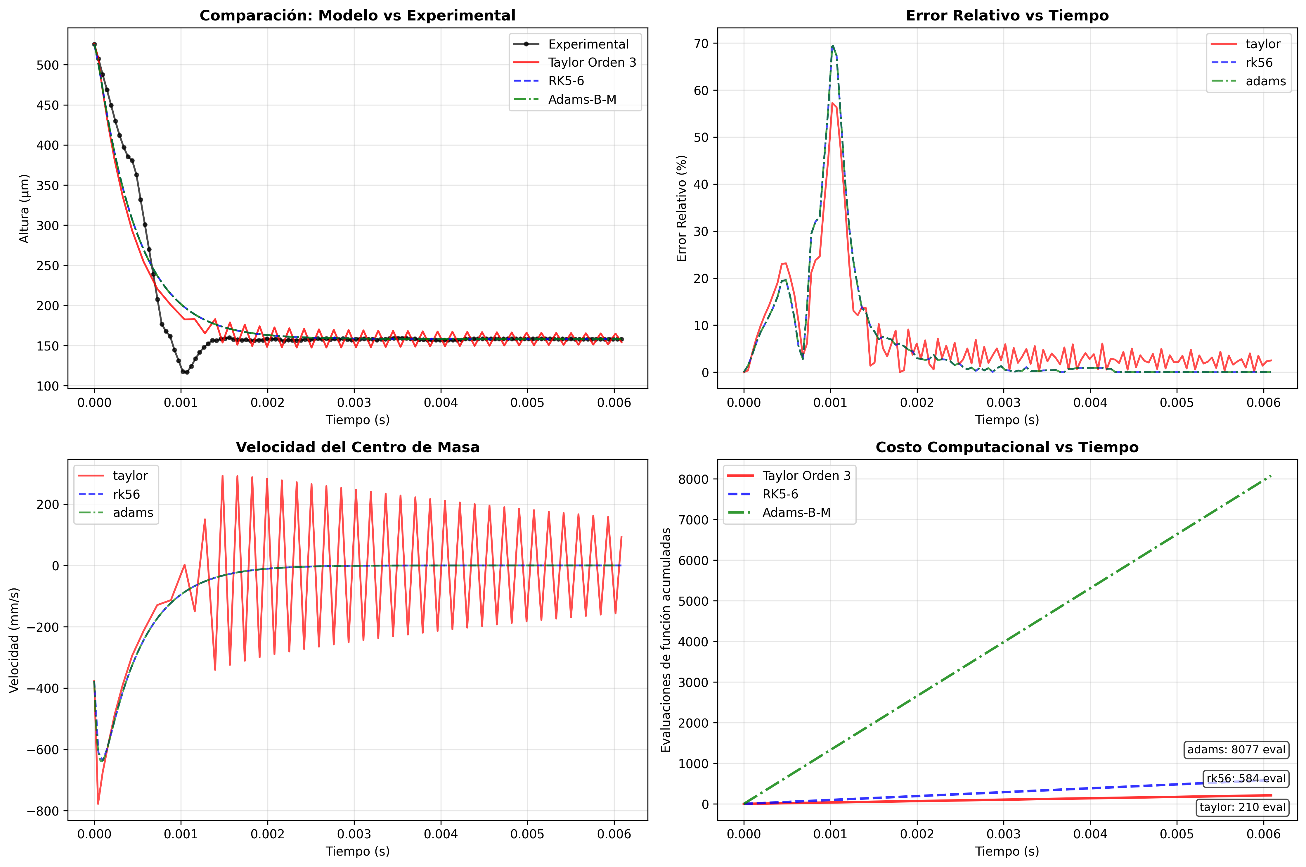 Comparación: Modelo vs Experimental
Altura (µm)
500
450
400
350
300
250
200
150
100
0.000 0.001 0.002 0.003 0.004 0.005 0.006
Tiempo (s)
Experimental
Taylor Orden 3
RK5-6
Adams-B-M
Error Relativo vs Tiempo
Error Relativo (%)
70
60
50
40
30
20
10
0
0.000 0.001 0.002 0.003 0.004 0.005 0.006
Tiempo (s)
taylor
rk56
adams
Velocidad del Centro de Masa
Velocidad (mm/s)
200
0
−200
−400
−600
−800
0.000 0.001 0.002 0.003 0.004 0.005 0.006
Tiempo (s)
taylor
rk56
adams
Costo Computacional vs Tiempo
Evaluaciones de función acumuladas
8000
7000
6000
5000
4000
3000
2000
1000
0
0.000 0.001 0.002 0.003 0.004 0.005 0.006
Tiempo (s)
Taylor Orden 3
RK5-6
Adams-B-M
adams: 8077 eval
rk56: 584 eval
taylor: 210 eval